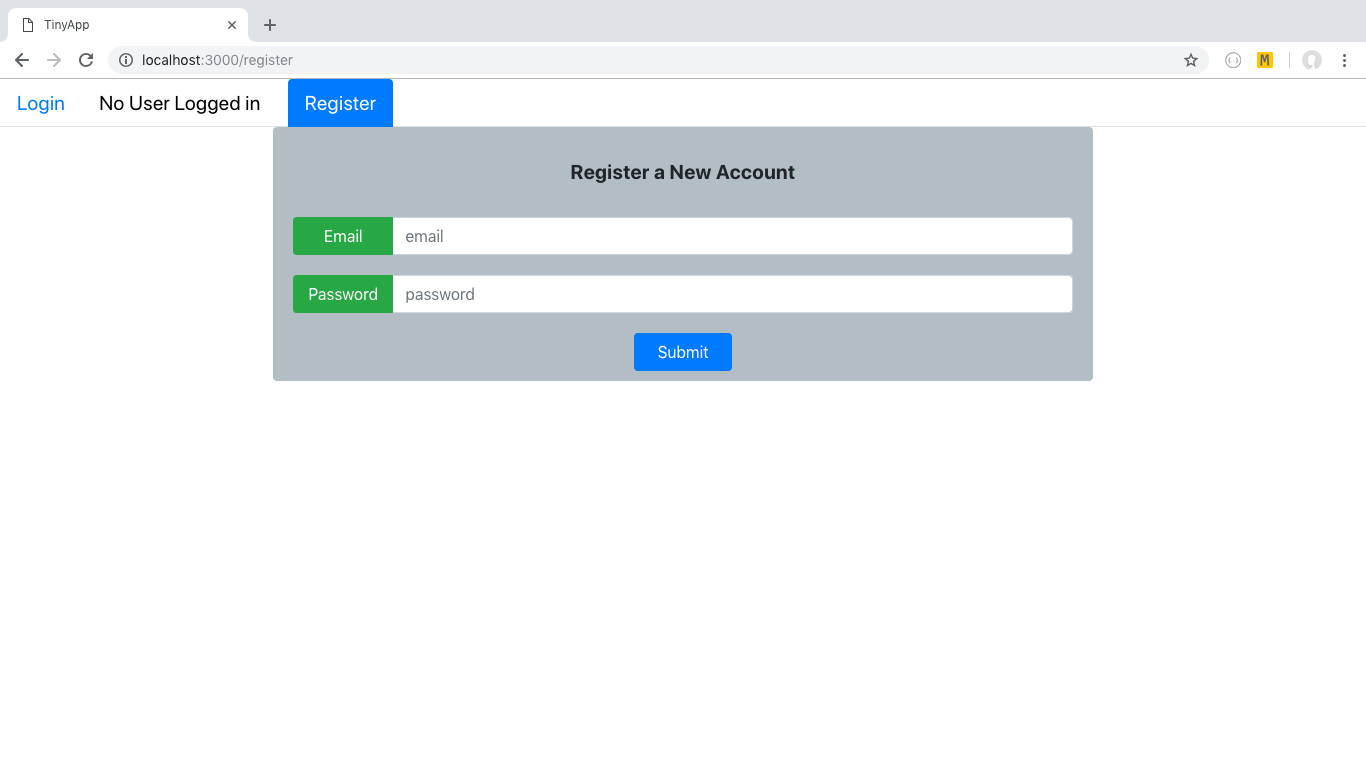 TinyApp
localhost:3000/register
M
Login No User Logged in Register
Register a New Account
Email email
Password password
Submit